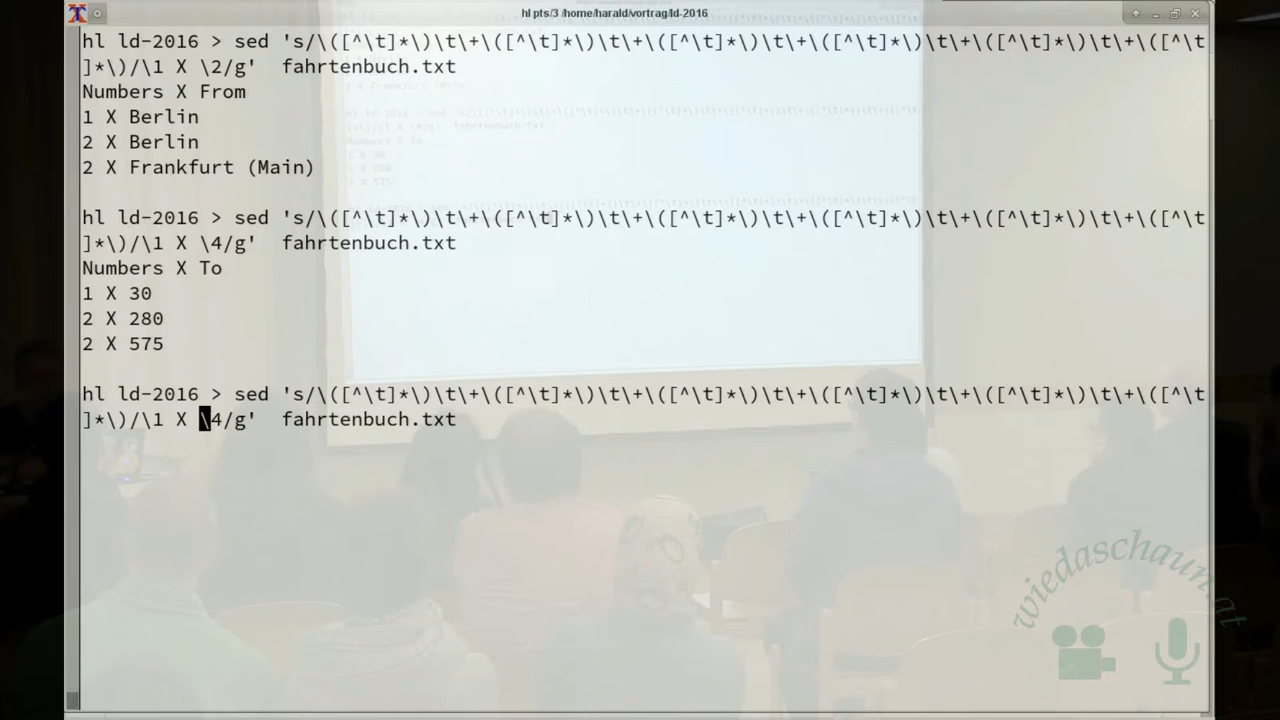 hl pts/3 /home/harald/vortrag/ld-2016
hl ld-2016 > sed 's/\([^\t]*\)\t\+\([^\t]*\)\t\+\([^\t]*\)\t\+\([^\t]*\)\t\+\([^\t]*\)\t\+\([^\t
]*\)/\1 X \2/g'  fahrtenbuch.txt
Numbers X From
1 X Berlin
2 X Berlin
2 X Frankfurt (Main)
hl ld-2016 > sed 's/\([^\t]*\)\t\+\([^\t]*\)\t\+\([^\t]*\)\t\+\([^\t]*\)\t\+\([^\t]*\)\t\+\([^\t
]*\)/\1 X \4/g'  fahrtenbuch.txt
Numbers X To
1 X 30
2 X 280
2 X 575
hl ld-2016 > sed 's/\([^\t]*\)\t\+\([^\t]*\)\t\+\([^\t]*\)\t\+\([^\t]*\)\t\+\([^\t]*\)\t\+\([^\t
]*\)/\1 X \4/g'  fahrtenbuch.txt
wiedaschaun.at